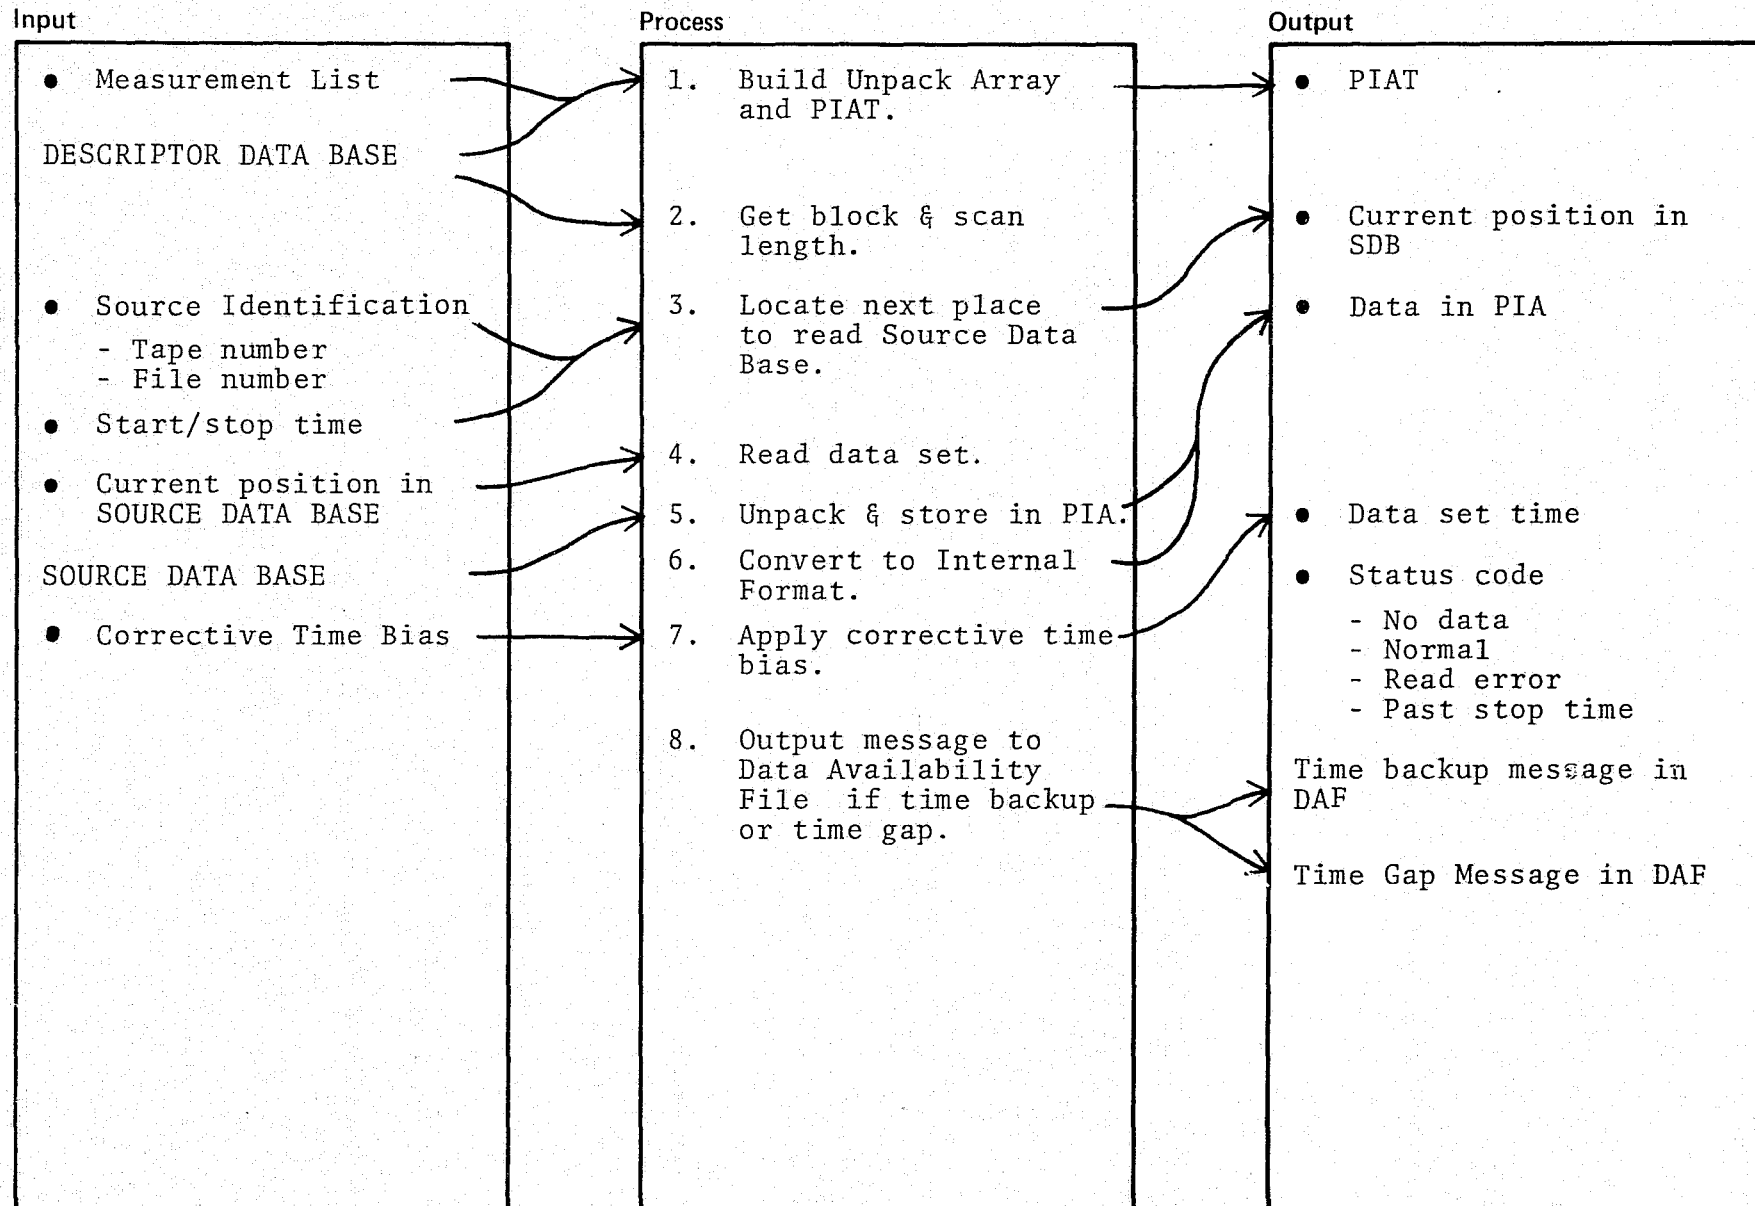 Input
• Measurement List
DESCRIPTOR DATA BASE
• Source Identification
- Tape number
- File number
• Start/stop time
• Current position in
SOURCE DATA BASE
SOURCE DATA BASE
• Corrective Time Bias
Process
1. Build Unpack Array
and PIAT.
2. Get block & scan
length.
3. Locate next place
to read Source Data
Base.
4. Read data set.
5. Unpack & store in PIA.
6. Convert to Internal
Format.
7. Apply corrective time
bias.
8. Output message to
Data Availability
File if time backup
or time gap.
Output
• PIAT
• Current position in
SDB
• Data in PIA
• Data set time
• Status code
- No data
- Normal
- Read error
- Past stop time
Time backup message in
DAF
Time Gap Message in DAF